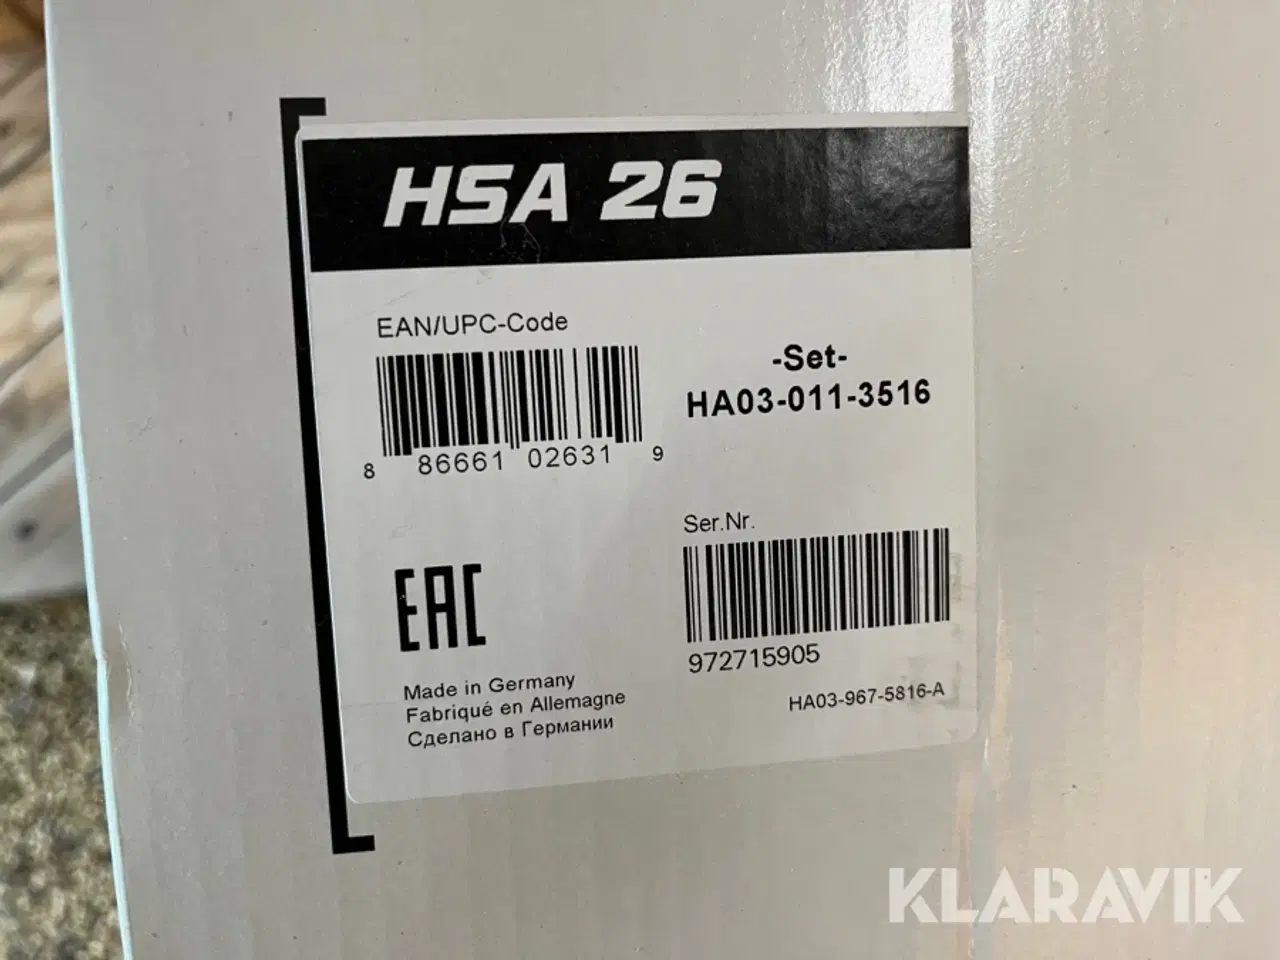 HSA 26
EAN/UPC-Code
8 86661 02631 9
-Set-
HA03-011-3516
Ser.Nr.
972715905
HA03-967-5816-A
EAC
Made in Germany
Fabriqué en Allemagne
Сделано в Германии
KLARAVIK